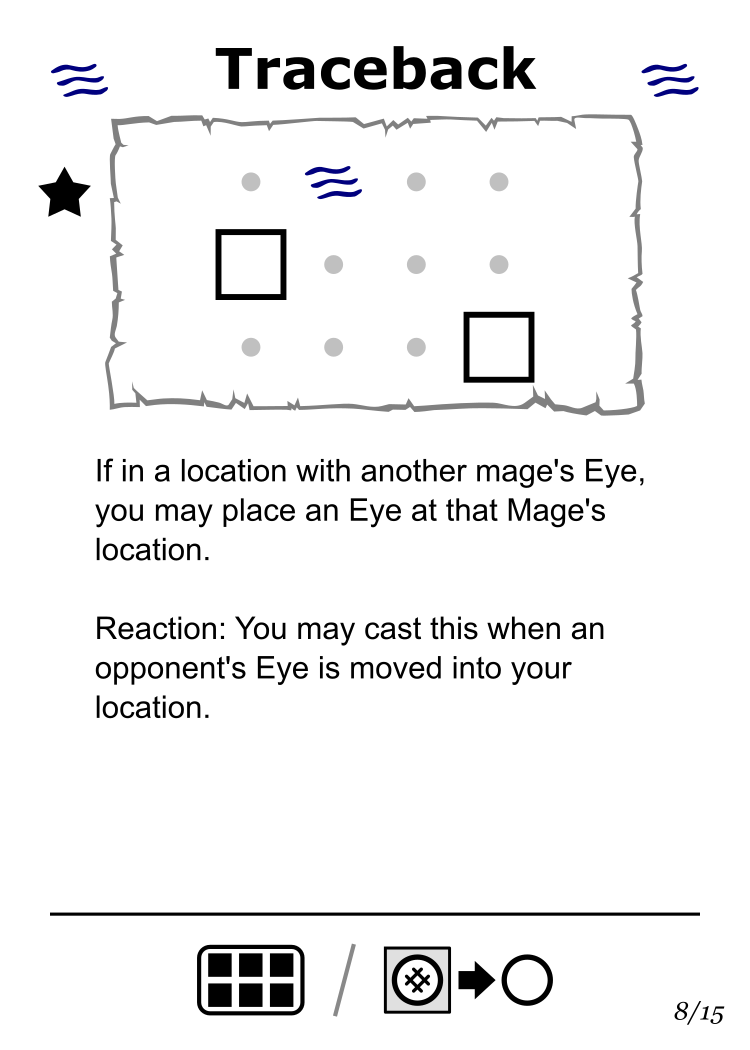 Traceback
If in a location with another mage's Eye,
you may place an Eye at that Mage's
location.
Reaction: You may cast this when an
opponent's Eye is moved into your
location.
8/15